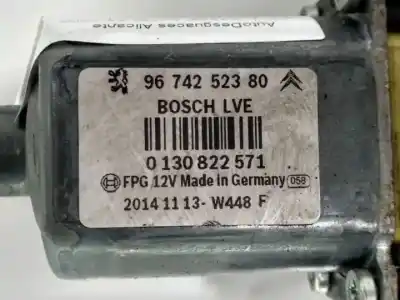 AutoDesguaces Alicante
96 742 523 80
BOSCH LVE
0 130 822 571
FPG 12V Made in Germany 058
2014 11 13- W448 F